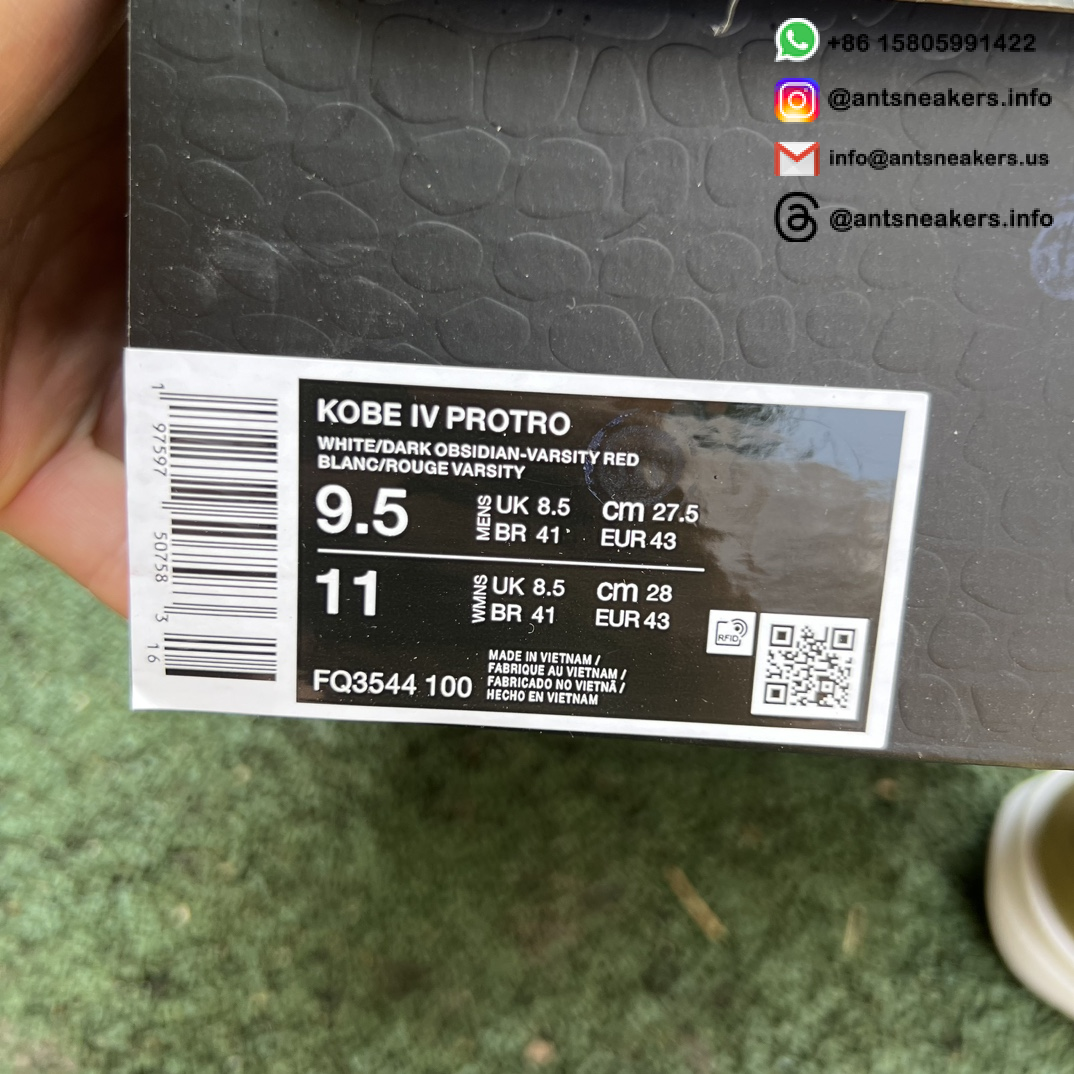 +86 15805991422
@antsneakers.info
info@antsneakers.us
@antsneakers.info
KOBE IV PROTRO
WHITE/DARK OBSIDIAN-VARSITY RED
BLANC/ROUGE VARSITY
9.5 MENS UK 8.5 cm 27.5
BR 41 EUR 43
11 WMNS UK 8.5 cm 28
BR 41 EUR 43
FQ3544 100
MADE IN VIETNAM /
FABRIQUE AU VIETNAM /
FABRICADO NO VIETNÃ /
HECHO EN VIETNAM
RFID
1 97597 50758 3 16